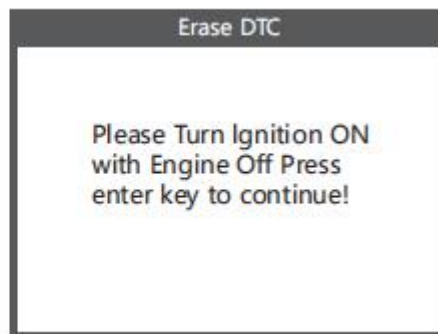 Erase DTC
Please Turn Ignition ON
with Engine Off Press
enter key to continue!